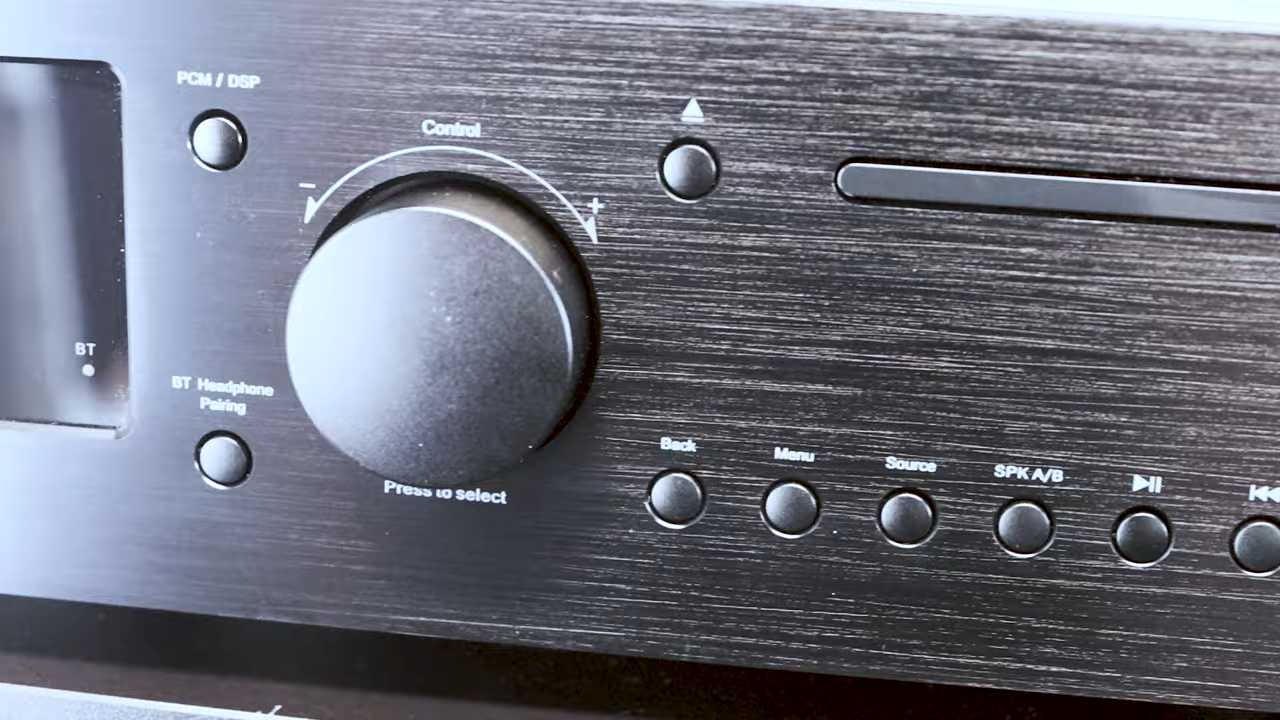 PCM / DSP
Control
− +
BT
BT Headphone
Pairing
Press to select
Back
Menu
Source
SPK A/B